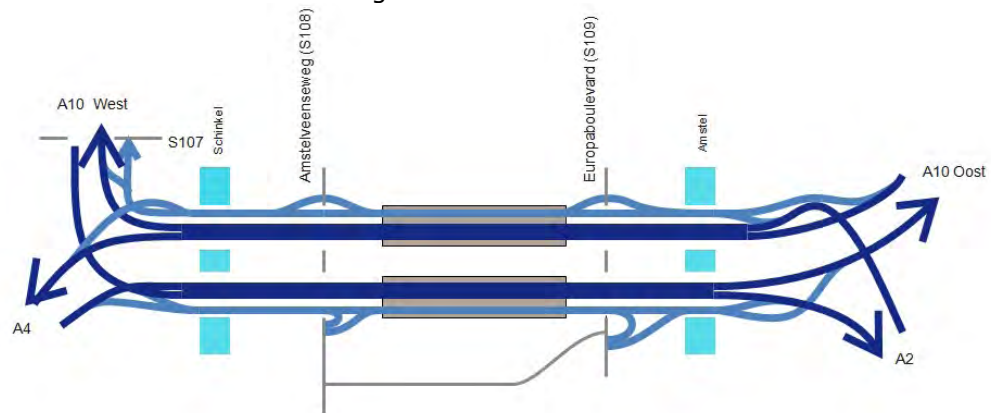 Amstelveenseweg (S108)
Europaboulevard (S109)
A10 West
S107
Schinkel
Amstel
A10 Oost
A4
A2